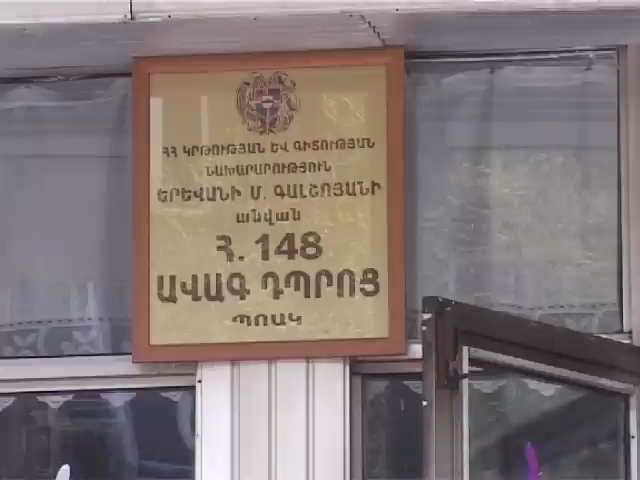 ՀՀ ԿՐԹՈՒԹՅԱՆ ԵՎ ԳԻՏՈՒԹՅԱՆ
ՆԱԽԱՐԱՐՈՒԹՅՈՒՆ
ԵՐԵՎԱՆԻ Մ. ԳԱԼՇՈՅԱՆԻ
անվան
Հ. 148
ԱՎԱԳ ԴՊՐՈՑ
ՊՈԱԿ